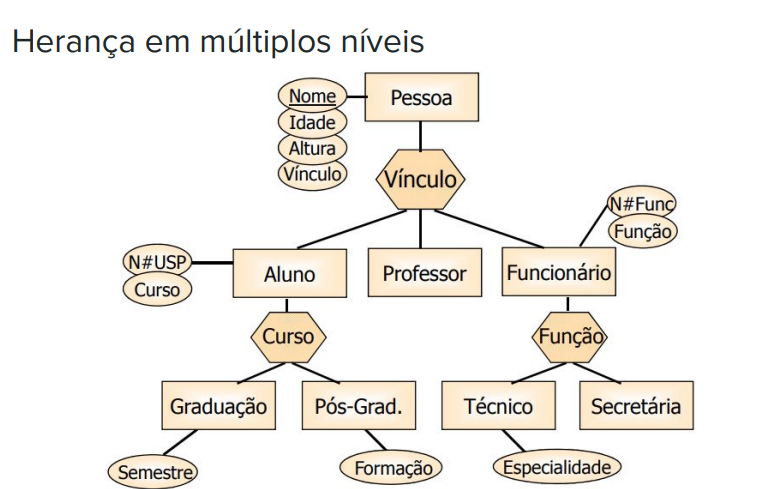 Herança em múltiplos níveis
Nome
Pessoa
Idade
Altura
Vínculo
Vínculo
N#Func
Função
N#USP
Curso
Aluno
Professor
Funcionário
Curso
Função
Graduação
Pós-Grad.
Técnico
Secretária
Semestre
Formação
Especialidade